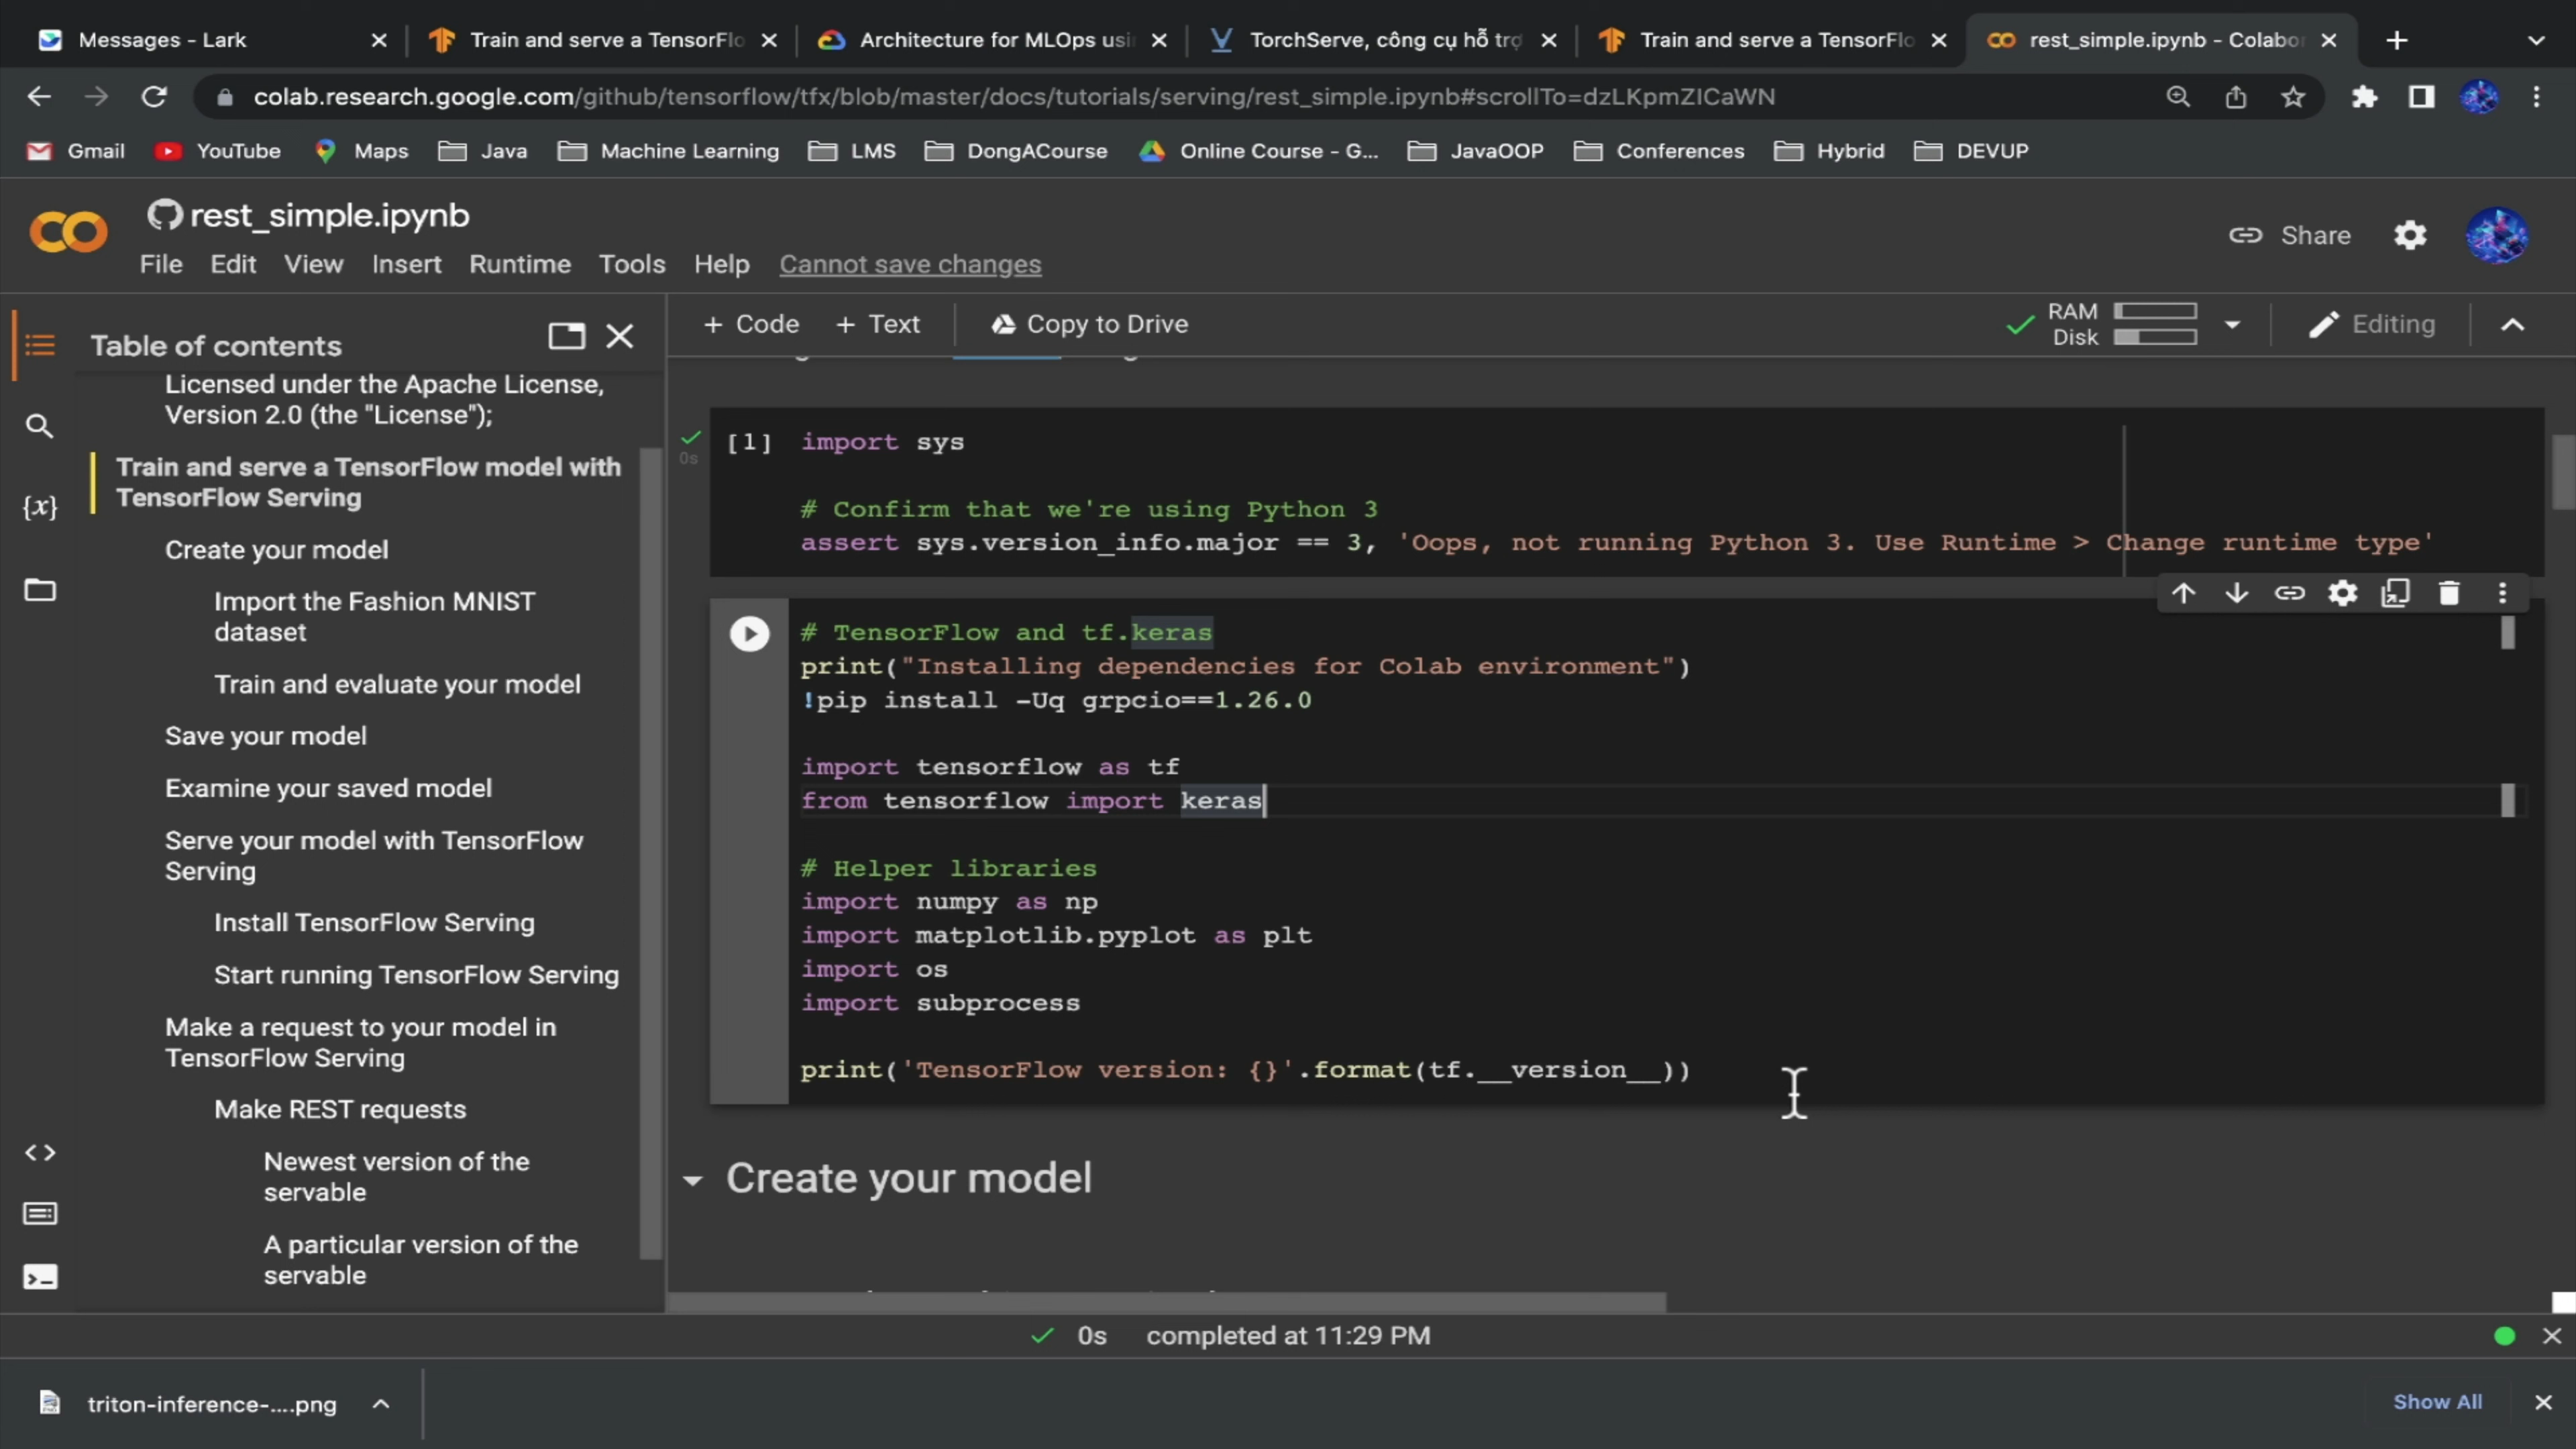 Messages - Lark
Train and serve a TensorFlo
Architecture for MLOps usi
TorchServe, công cụ hỗ trợ
Train and serve a TensorFlo
rest_simple.ipynb - Colabo
colab.research.google.com/github/tensorflow/tfx/blob/master/docs/tutorials/serving/rest_simple.ipynb#scrollTo=dzLKpmZICaWN
Gmail
YouTube
Maps
Java
Machine Learning
LMS
DongACourse
Online Course - G...
JavaOOP
Conferences
Hybrid
DEVUP
rest_simple.ipynb
Share
File Edit View Insert Runtime Tools Help Cannot save changes
+ Code + Text Copy to Drive
RAM
Disk
Editing
Table of contents
Licensed under the Apache License,
Version 2.0 (the "License");
Train and serve a TensorFlow model with
TensorFlow Serving
Create your model
Import the Fashion MNIST
dataset
Train and evaluate your model
Save your model
Examine your saved model
Serve your model with TensorFlow
Serving
Install TensorFlow Serving
Start running TensorFlow Serving
Make a request to your model in
TensorFlow Serving
Make REST requests
Newest version of the
servable
A particular version of the
servable
0s
[1] import sys
# Confirm that we're using Python 3
assert sys.version_info.major == 3, 'Oops, not running Python 3. Use Runtime > Change runtime type'
# TensorFlow and tf.keras
print("Installing dependencies for Colab environment")
!pip install -Uq grpcio==1.26.0
import tensorflow as tf
from tensorflow import keras
# Helper libraries
import numpy as np
import matplotlib.pyplot as plt
import os
import subprocess
print('TensorFlow version: {}'.format(tf.__version__))
Create your model
0s completed at 11:29 PM
triton-inference-....png
Show All